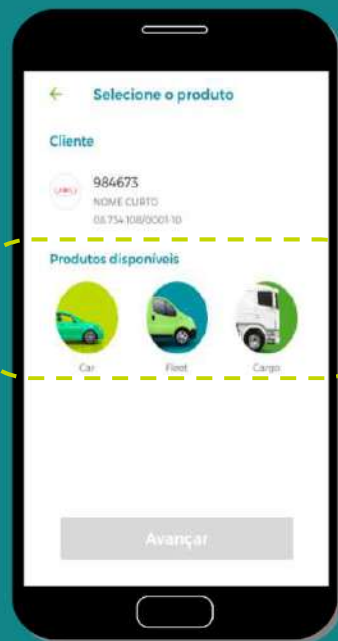 Selecione o produto
Cliente
984673
NOME CURTO
08.734.108/0001-10
Produtos disponíveis
Car Fleet Cargo
Avançar